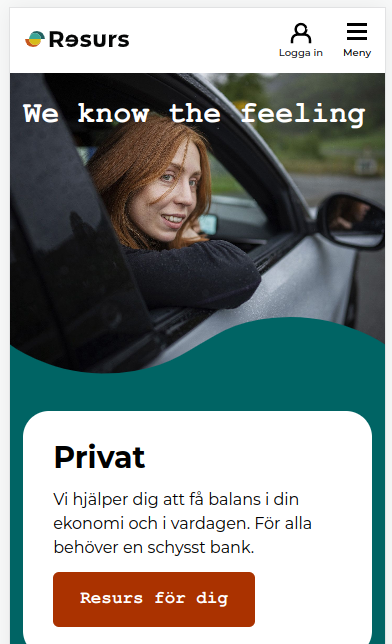 Resurs
Logga in
Meny
We know the feeling
Privat
Vi hjälper dig att få balans i din
ekonomi och i vardagen. För alla
behöver en schysst bank.
Resurs för dig